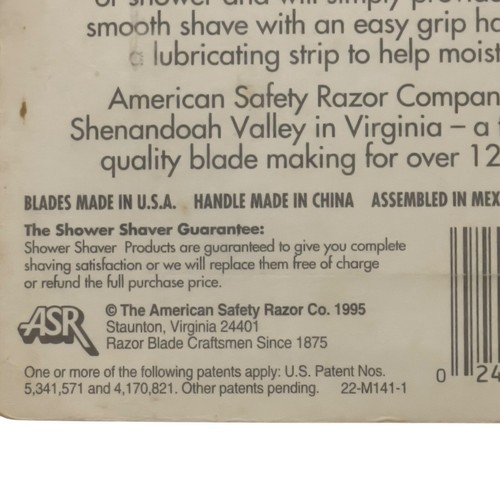 or shower and will simply
smooth shave with an easy grip
a lubricating strip to help
American Safety Razor
Shenandoah Valley in Virginia – a
quality blade making for over
BLADES MADE IN U.S.A. HANDLE MADE IN CHINA ASSEMBLED IN MEX
The Shower Shaver Guarantee:
Shower Shaver Products are guaranteed to give you complete
shaving satisfaction or we will replace them free of charge
or refund the full purchase price.
ASR
© The American Safety Razor Co. 1995
Staunton, Virginia 24401
Razor Blade Craftsmen Since 1875
One or more of the following patents apply: U.S. Patent Nos.
5,341,571 and 4,170,821. Other patents pending. 22-M141-1
0 24